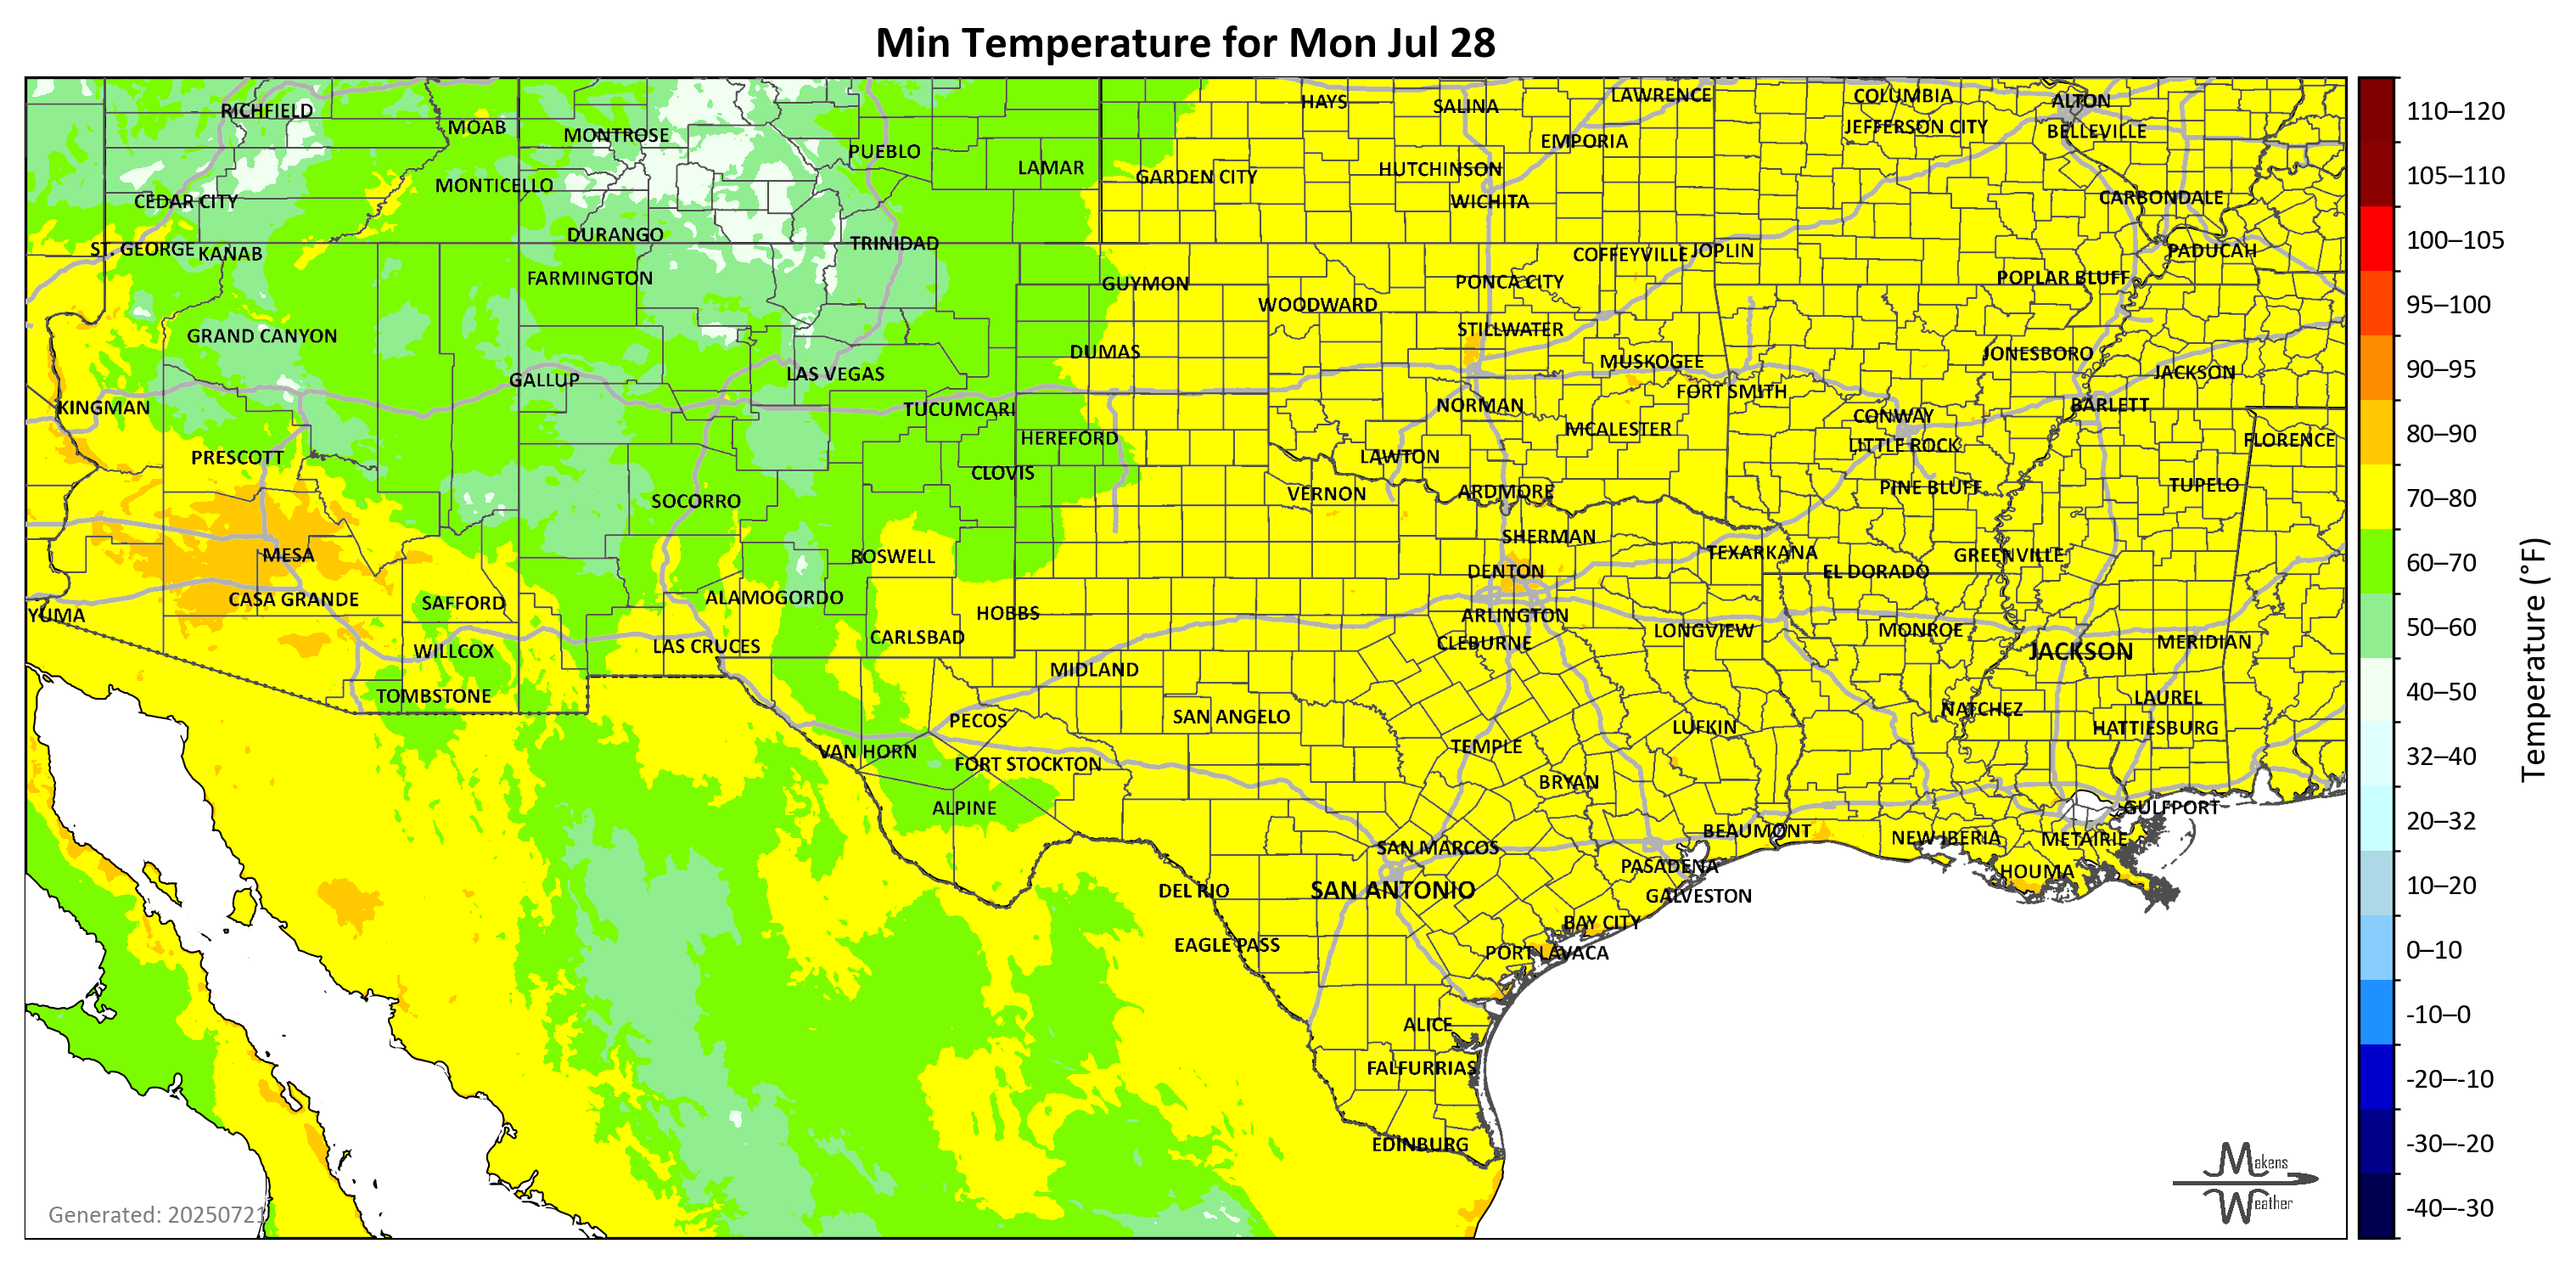 Min Temperature for Mon Jul 28
RICHFIELD
MOAB
MONTROSE
PUEBLO
LAMAR
HAYS
SALINA
LAWRENCE
COLUMBIA
ALTON
JEFFERSON CITY
BELLEVILLE
EMPORIA
HUTCHINSON
GARDEN CITY
WICHITA
CARBONDALE
MONTICELLO
CEDAR CITY
DURANGO
TRINIDAD
ST. GEORGE
KANAB
FARMINGTON
GUYMON
WOODWARD
PONCA CITY
COFFEYVILLE
JOPLIN
POPLAR BLUFF
PADUCAH
GRAND CANYON
STILLWATER
DUMAS
MUSKOGEE
JONESBORO
JACKSON
GALLUP
LAS VEGAS
FORT SMITH
KINGMAN
TUCUMCARI
NORMAN
CONWAY
BARLETT
HEREFORD
MCALESTER
LITTLE ROCK
FLORENCE
PRESCOTT
CLOVIS
LAWTON
SOCORRO
VERNON
ARDMORE
PINE BLUFF
TUPELO
MESA
ROSWELL
SHERMAN
TEXARKANA
GREENVILLE
DENTON
EL DORADO
CASA GRANDE
SAFFORD
ALAMOGORDO
YUMA
HOBBS
ARLINGTON
WILLCOX
LAS CRUCES
CARLSBAD
CLEBURNE
LONGVIEW
MONROE
JACKSON
MERIDIAN
MIDLAND
TOMBSTONE
LAUREL
PECOS
SAN ANGELO
NATCHEZ
LUFKIN
HATTIESBURG
VAN HORN
FORT STOCKTON
TEMPLE
BRYAN
ALPINE
GULFPORT
BEAUMONT
NEW IBERIA
METAIRIE
SAN MARCOS
PASADENA
HOUMA
DEL RIO
SAN ANTONIO
GALVESTON
BAY CITY
EAGLE PASS
PORT LAVACA
ALICE
FALFURRIAS
EDINBURG
Generated: 20250721
Makens
Weather
110–120
105–110
100–105
95–100
90–95
80–90
70–80
60–70
50–60
40–50
32–40
20–32
10–20
0–10
-10–0
-20–-10
-30–-20
-40–-30
Temperature (°F)